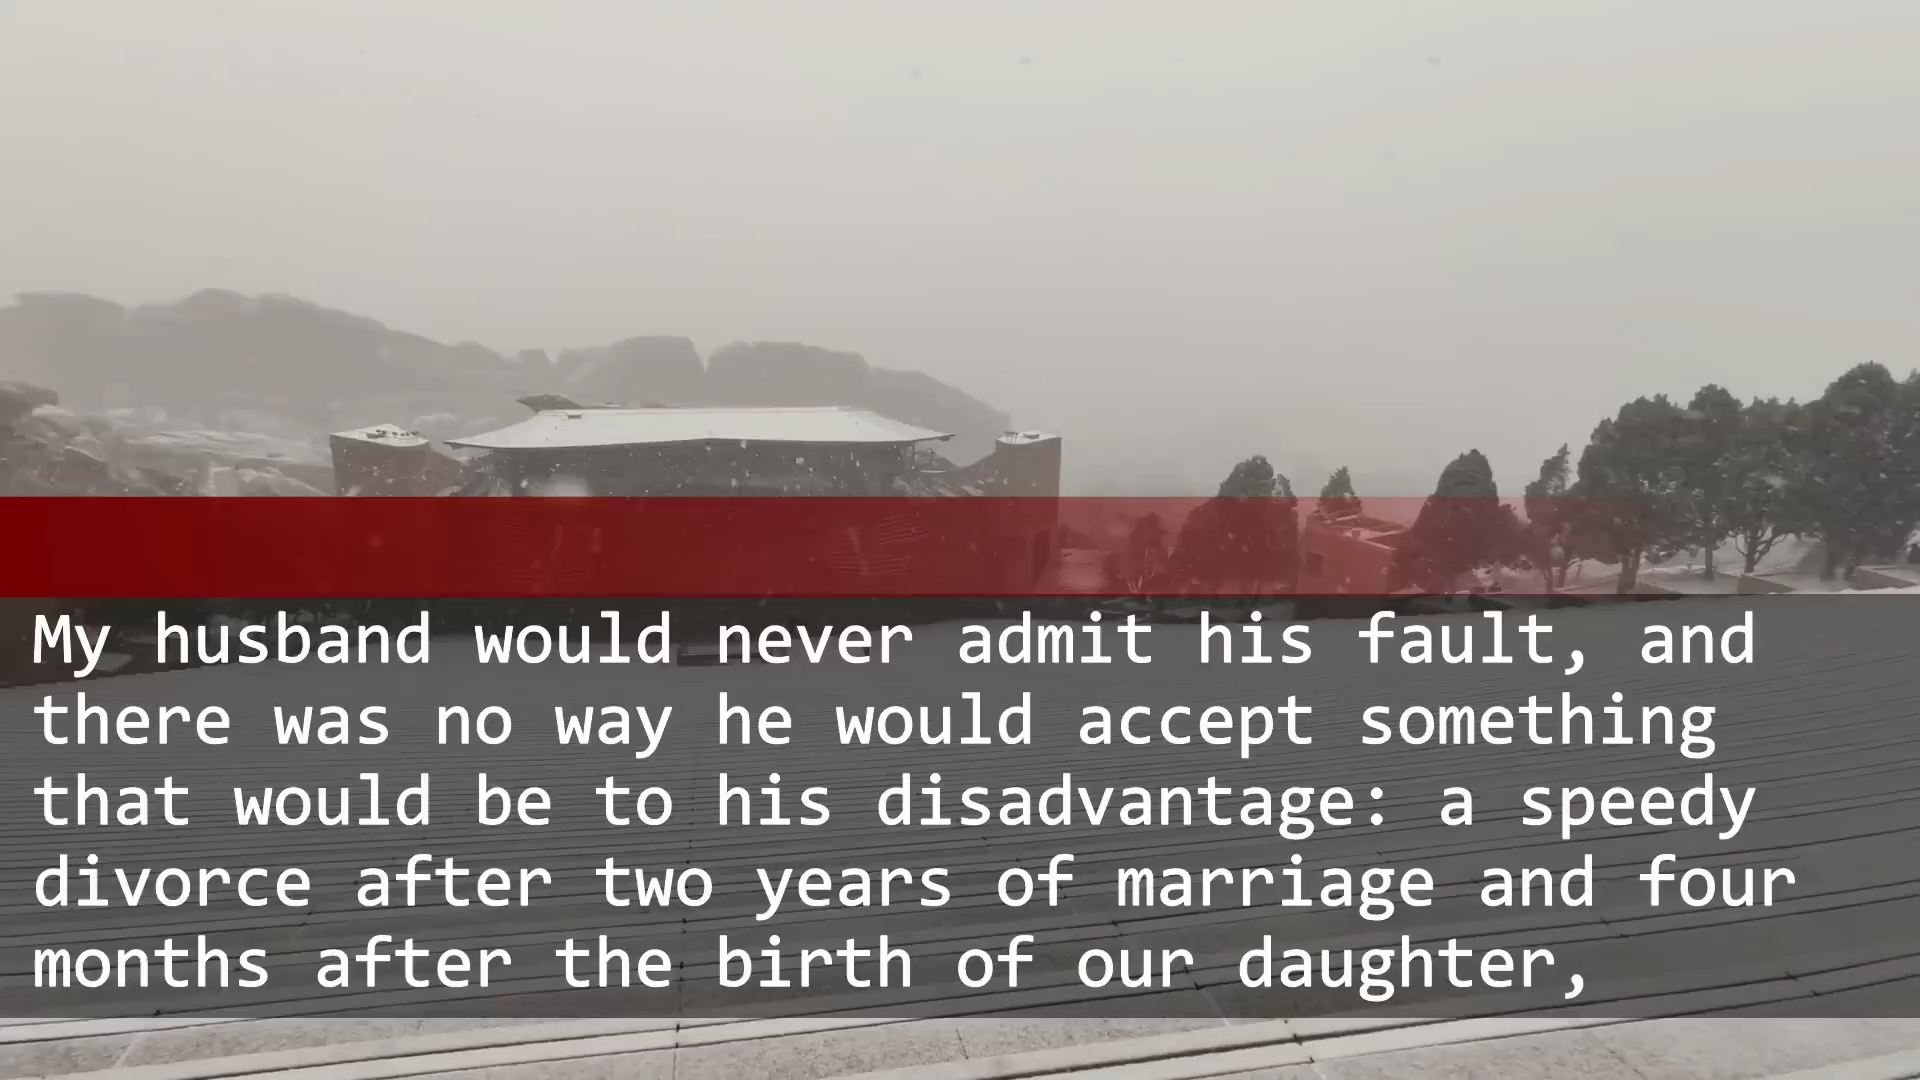 My husband would never admit his fault, and
there was no way he would accept something
that would be to his disadvantage: a speedy
divorce after two years of marriage and four
months after the birth of our daughter,